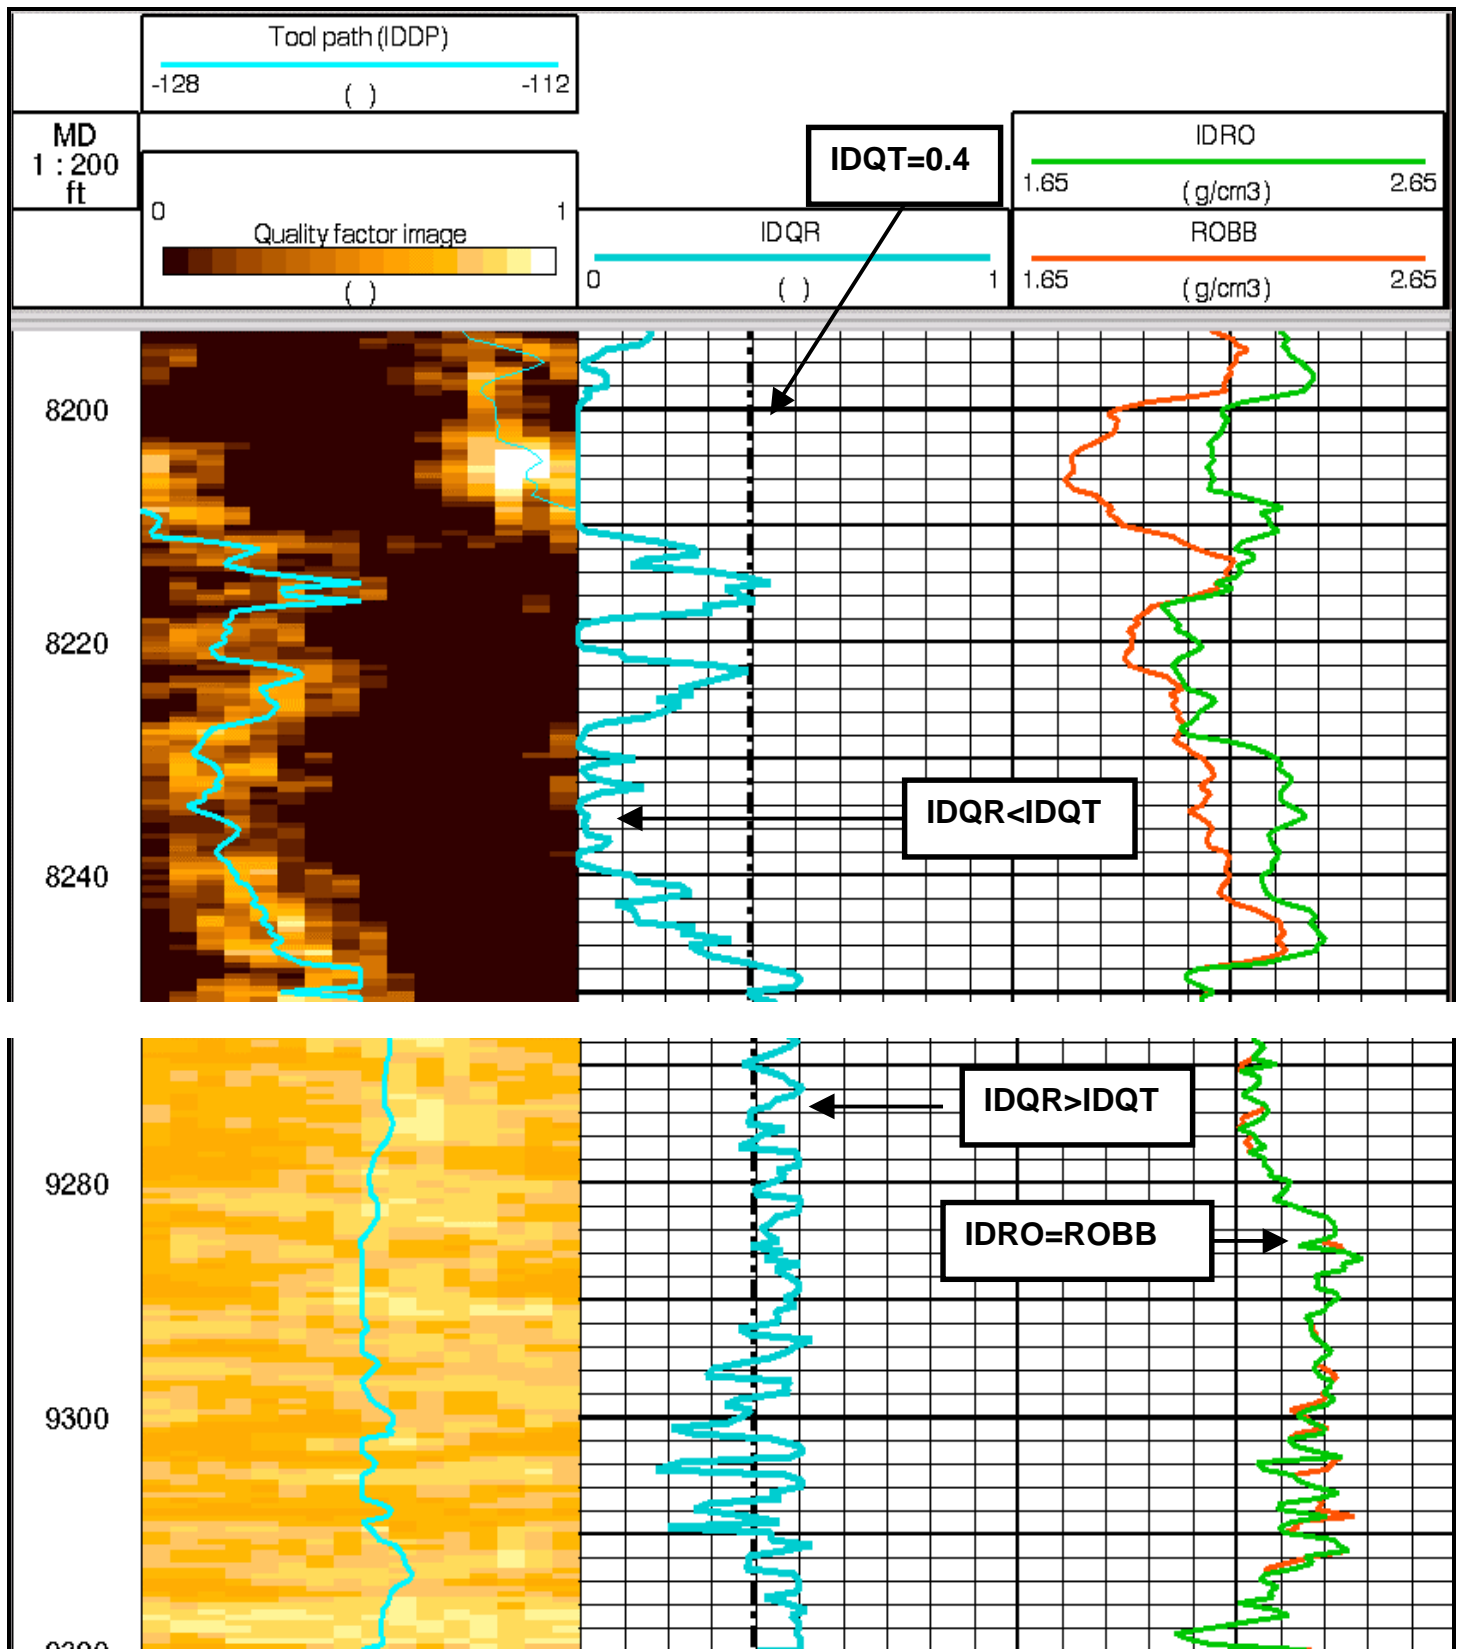 Tool path (IDDP)
-128 ( ) -112
MD
1 : 200
ft
IDQT=0.4
IDRO
1.65 ( g/cm3 ) 2.65
0 1
Quality factor image
( )
IDQR
0 ( ) 1
ROBB
1.65 ( g/cm3 ) 2.65
8200
8220
IDQR<IDQT
8240
IDQR>IDQT
9280
IDRO=ROBB
9300